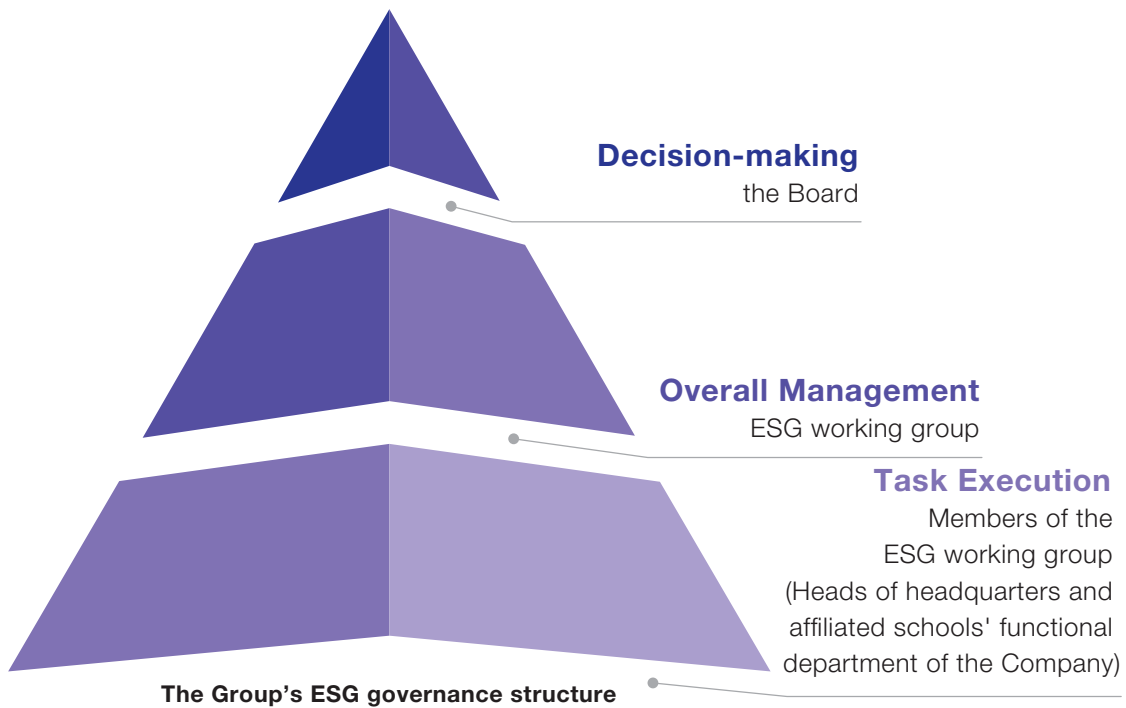 Decision-making
the Board
Overall Management
ESG working group
Task Execution
Members of the
ESG working group
(Heads of headquarters and
affiliated schools' functional
department of the Company)
The Group’s ESG governance structure